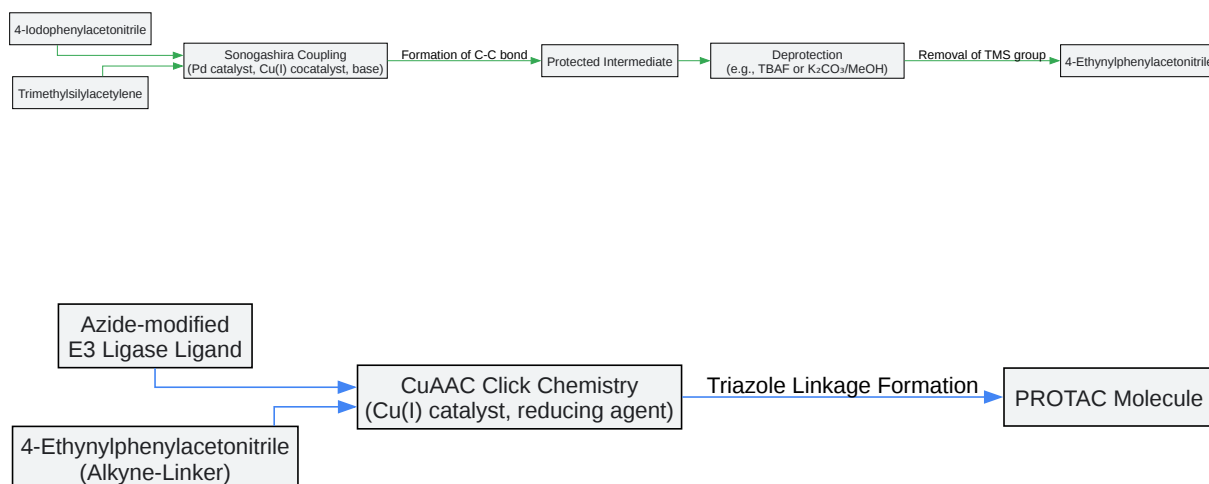 4-Iodophenylacetonitrile
Trimethylsilylacetylene
Sonogashira Coupling
(Pd catalyst, Cu(I) cocatalyst, base)
Formation of C-C bond
Protected Intermediate
Deprotection
(e.g., TBAF or K₂CO₃/MeOH)
Removal of TMS group
4-Ethynylphenylacetonitrile
Azide-modified
E3 Ligase Ligand
4-Ethynylphenylacetonitrile
(Alkyne-Linker)
CuAAC Click Chemistry
(Cu(I) catalyst, reducing agent)
Triazole Linkage Formation
PROTAC Molecule